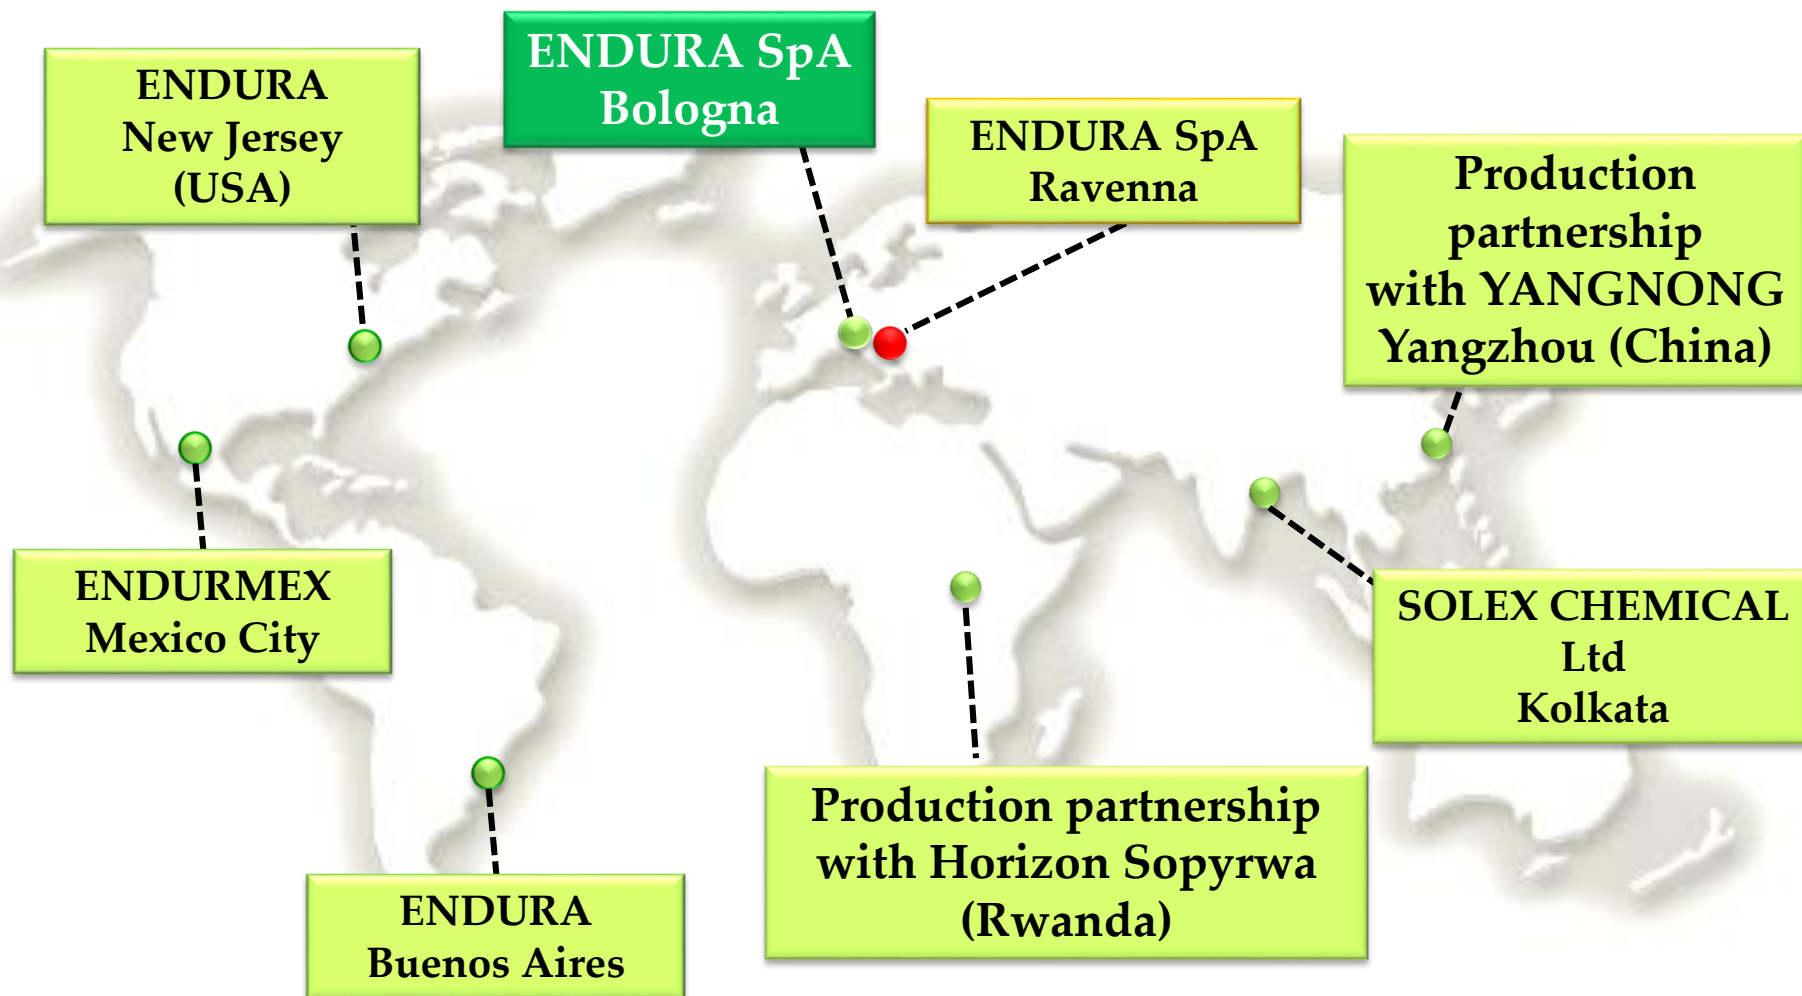 ENDURA
New Jersey
(USA)
ENDURA SpA
Bologna
ENDURA SpA
Ravenna
Production
partnership
with YANGNONG
Yangzhou (China)
ENDURMEX
Mexico City
SOLEX CHEMICAL
Ltd
Kolkata
Production partnership
with Horizon Sopyrwa
(Rwanda)
ENDURA
Buenos Aires